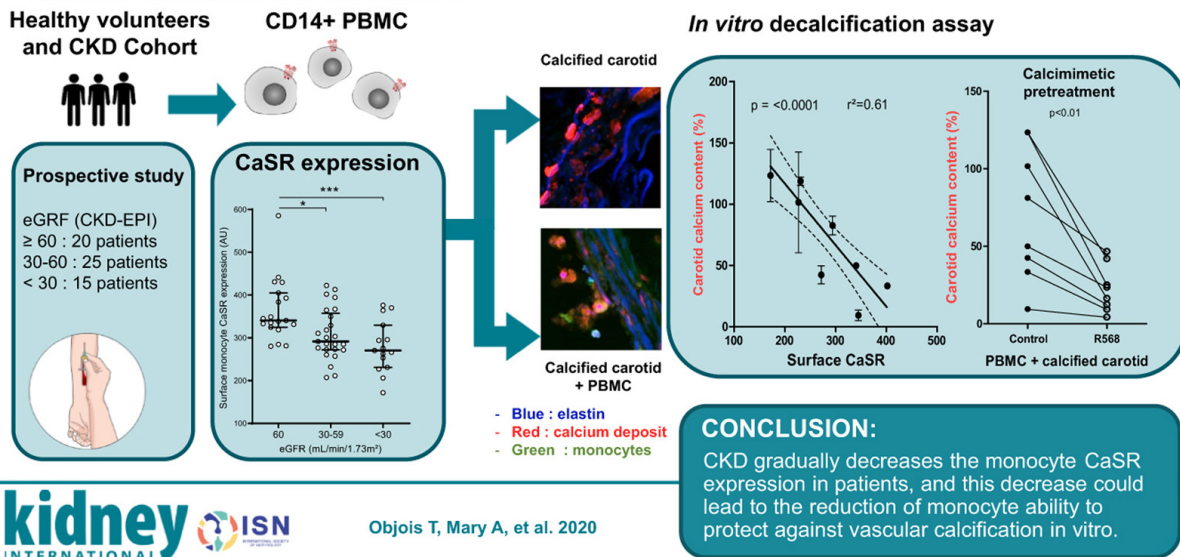 Healthy volunteers
and CKD Cohort
CD14+ PBMC
In vitro decalcification assay
Prospective study
eGRF (CKD-EPI)
≥ 60 : 20 patients
30-60 : 25 patients
< 30 : 15 patients
CaSR expression
***
*
Surface monocyte CaSR expression (AU)
600
500
400
300
200
100
60
30-59
<30
eGFR (mL/min/1.73m²)
Calcified carotid
Calcified carotid
+ PBMC
- Blue : elastin
- Red : calcium deposit
- Green : monocytes
Carotid calcium content (%)
200
150
100
50
0
p = <0.0001
r²=0.61
100
200
300
400
500
Surface CaSR
Calcimimetic
pretreatment
p<0.01
Carotid calcium content (%)
150
100
50
0
Control
R568
PBMC + calcified carotid
CONCLUSION:
CKD gradually decreases the monocyte CaSR
expression in patients, and this decrease could
lead to the reduction of monocyte ability to
protect against vascular calcification in vitro.
kidney
INTERNATIONAL
ISN
INTERNATIONAL SOCIETY
OF NEPHROLOGY
Objois T, Mary A, et al. 2020